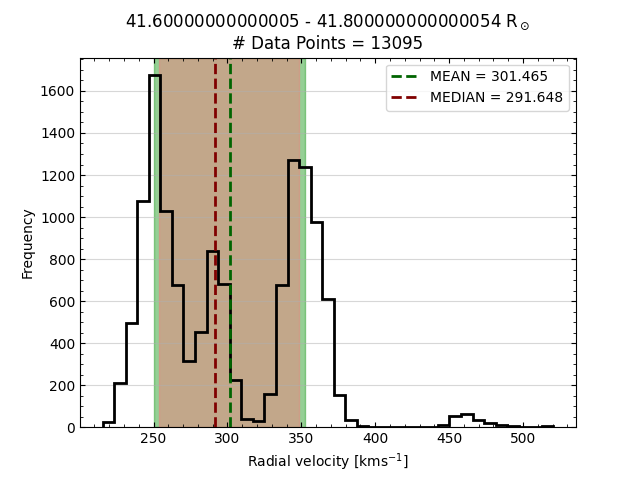 41.60000000000005 - 41.800000000000054 R⊙
# Data Points = 13095
MEAN = 301.465
MEDIAN = 291.648
Frequency
1600
1400
1200
1000
800
600
400
200
0
250 300 350 400 450 500
Radial velocity [kms⁻¹]